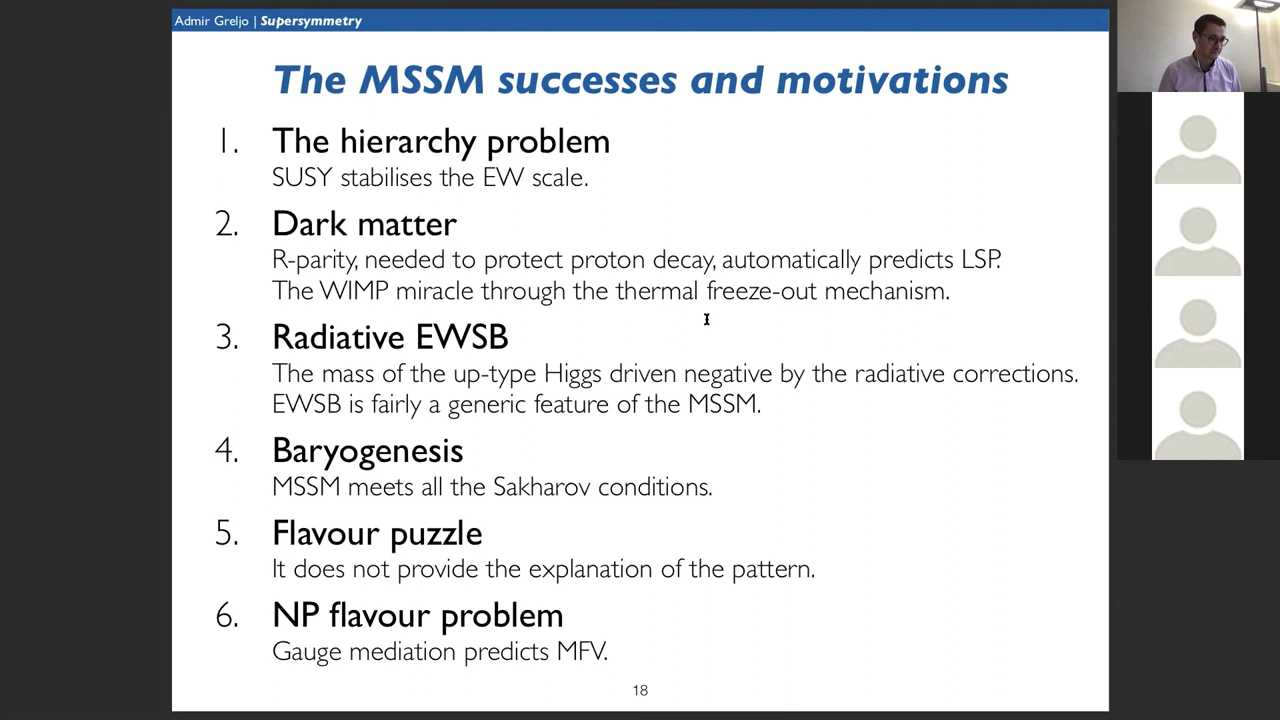 Admir Greljo | Supersymmetry
The MSSM successes and motivations
1. The hierarchy problem
SUSY stabilises the EW scale.
2. Dark matter
R-parity, needed to protect proton decay, automatically predicts LSP.
The WIMP miracle through the thermal freeze-out mechanism.
3. Radiative EWSB
The mass of the up-type Higgs driven negative by the radiative corrections.
EWSB is fairly a generic feature of the MSSM.
4. Baryogenesis
MSSM meets all the Sakharov conditions.
5. Flavour puzzle
It does not provide the explanation of the pattern.
6. NP flavour problem
Gauge mediation predicts MFV.
18